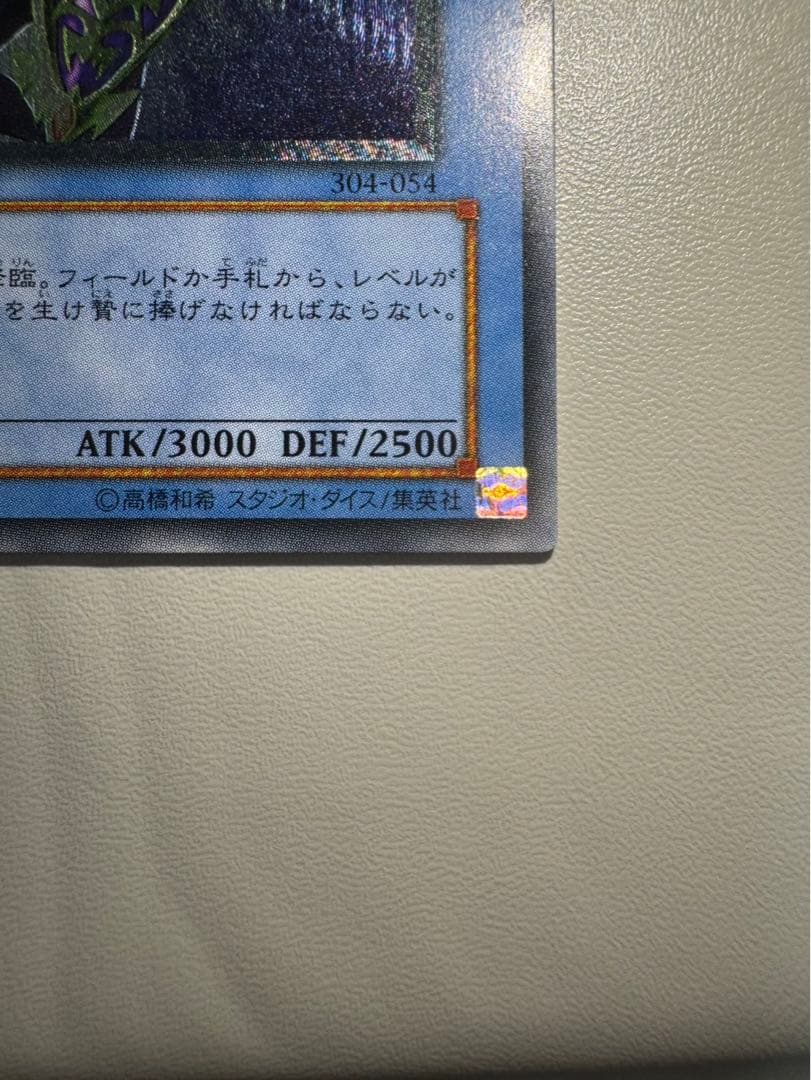 304-054
臨。フィールドか手札から、レベルが
を生け贄に捧げなければならない。
ATK/3000 DEF/2500
©高橋和希 スタジオ・ダイス/集英社